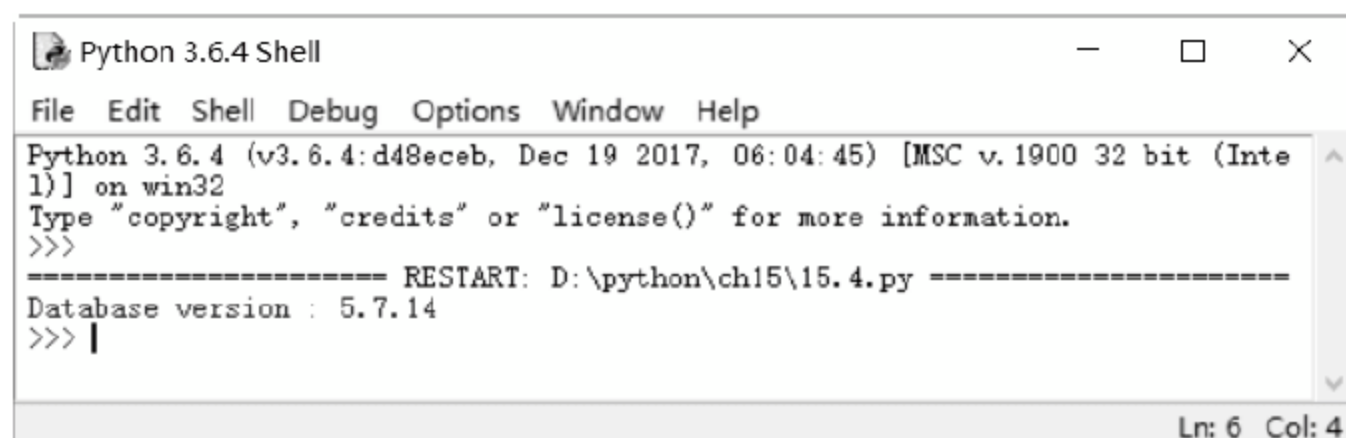 Python 3.6.4 Shell
File Edit Shell Debug Options Window Help
Python 3.6.4 (v3.6.4:d48eceb, Dec 19 2017, 06:04:45) [MSC v.1900 32 bit (Inte
l)] on win32
Type "copyright", "credits" or "license()" for more information.
>>>
====================== RESTART: D:\python\ch15\15.4.py ======================
Database version : 5.7.14
>>>
Ln: 6 Col: 4